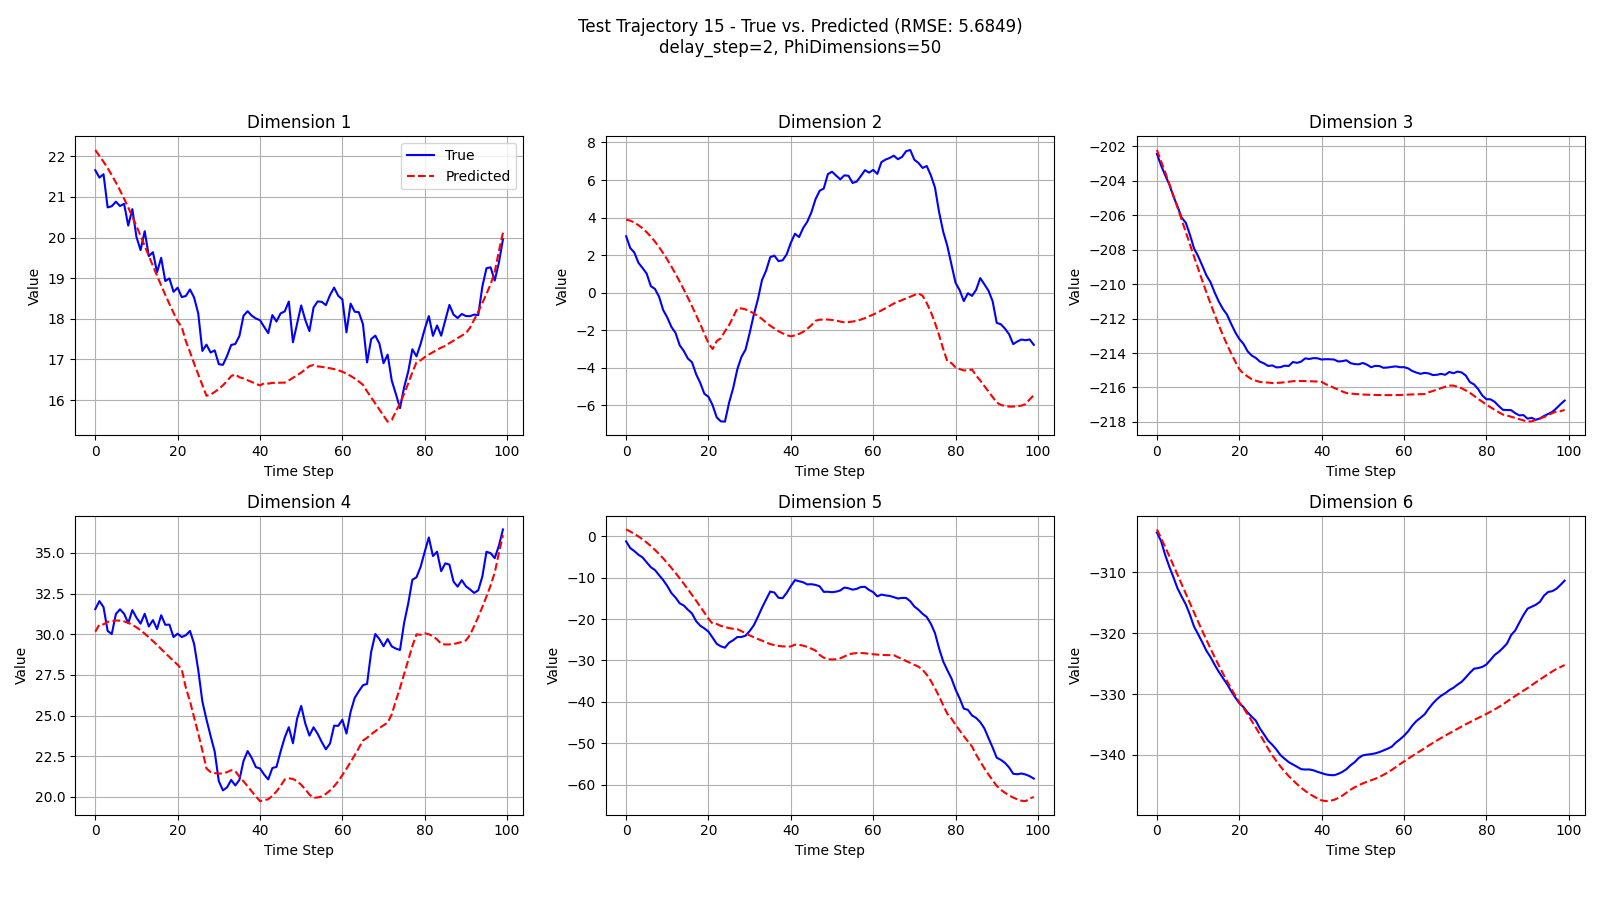 Test Trajectory 15 - True vs. Predicted (RMSE: 5.6849)
delay_step=2, PhiDimensions=50
Dimension 1
22
21
20
19
18
17
16
Value
0 20 40 60 80 100
Time Step
True
Predicted
Dimension 2
8
6
4
2
0
−2
−4
−6
Value
0 20 40 60 80 100
Time Step
Dimension 3
−202
−204
−206
−208
−210
−212
−214
−216
−218
Value
0 20 40 60 80 100
Time Step
Dimension 4
35.0
32.5
30.0
27.5
25.0
22.5
20.0
Value
0 20 40 60 80 100
Time Step
Dimension 5
0
−10
−20
−30
−40
−50
−60
Value
0 20 40 60 80 100
Time Step
Dimension 6
−310
−320
−330
−340
Value
0 20 40 60 80 100
Time Step